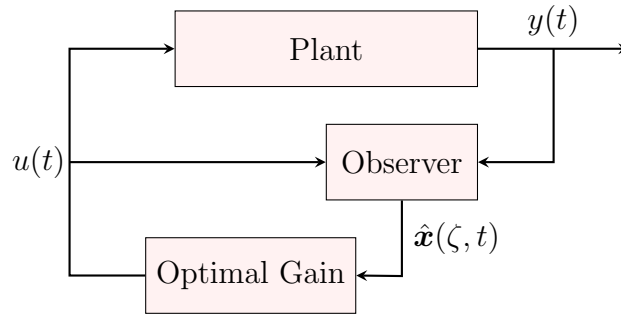 y(t)
Plant
u(t)
Observer
x̂(ζ, t)
Optimal Gain